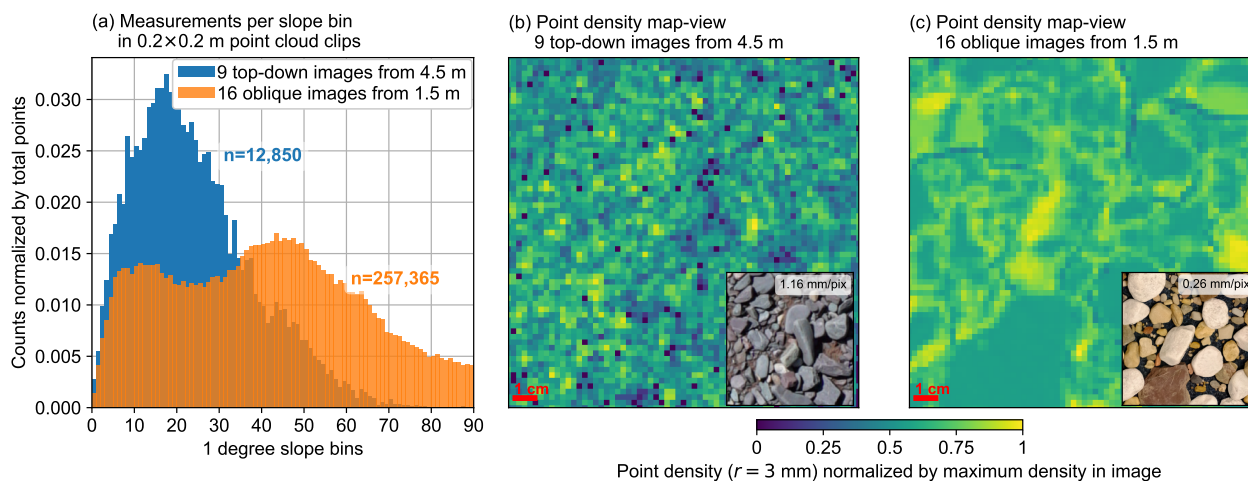 (a) Measurements per slope bin
in 0.2×0.2 m point cloud clips
9 top-down images from 4.5 m
16 oblique images from 1.5 m
n=12,850
n=257,365
Counts normalized by total points
0.030
0.025
0.020
0.015
0.010
0.005
0.000
0 10 20 30 40 50 60 70 80 90
1 degree slope bins
(b) Point density map-view
9 top-down images from 4.5 m
1.16 mm/pix
1 cm
(c) Point density map-view
16 oblique images from 1.5 m
0.26 mm/pix
1 cm
0 0.25 0.5 0.75 1
Point density (r = 3 mm) normalized by maximum density in image